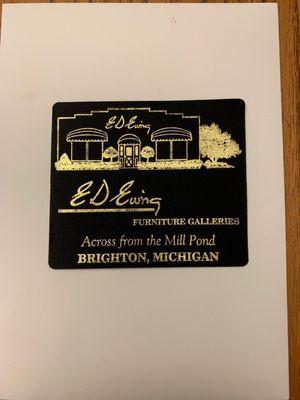 E.D. Ewing
E.D. Ewing
FURNITURE GALLERIES
Across from the Mill Pond
BRIGHTON, MICHIGAN